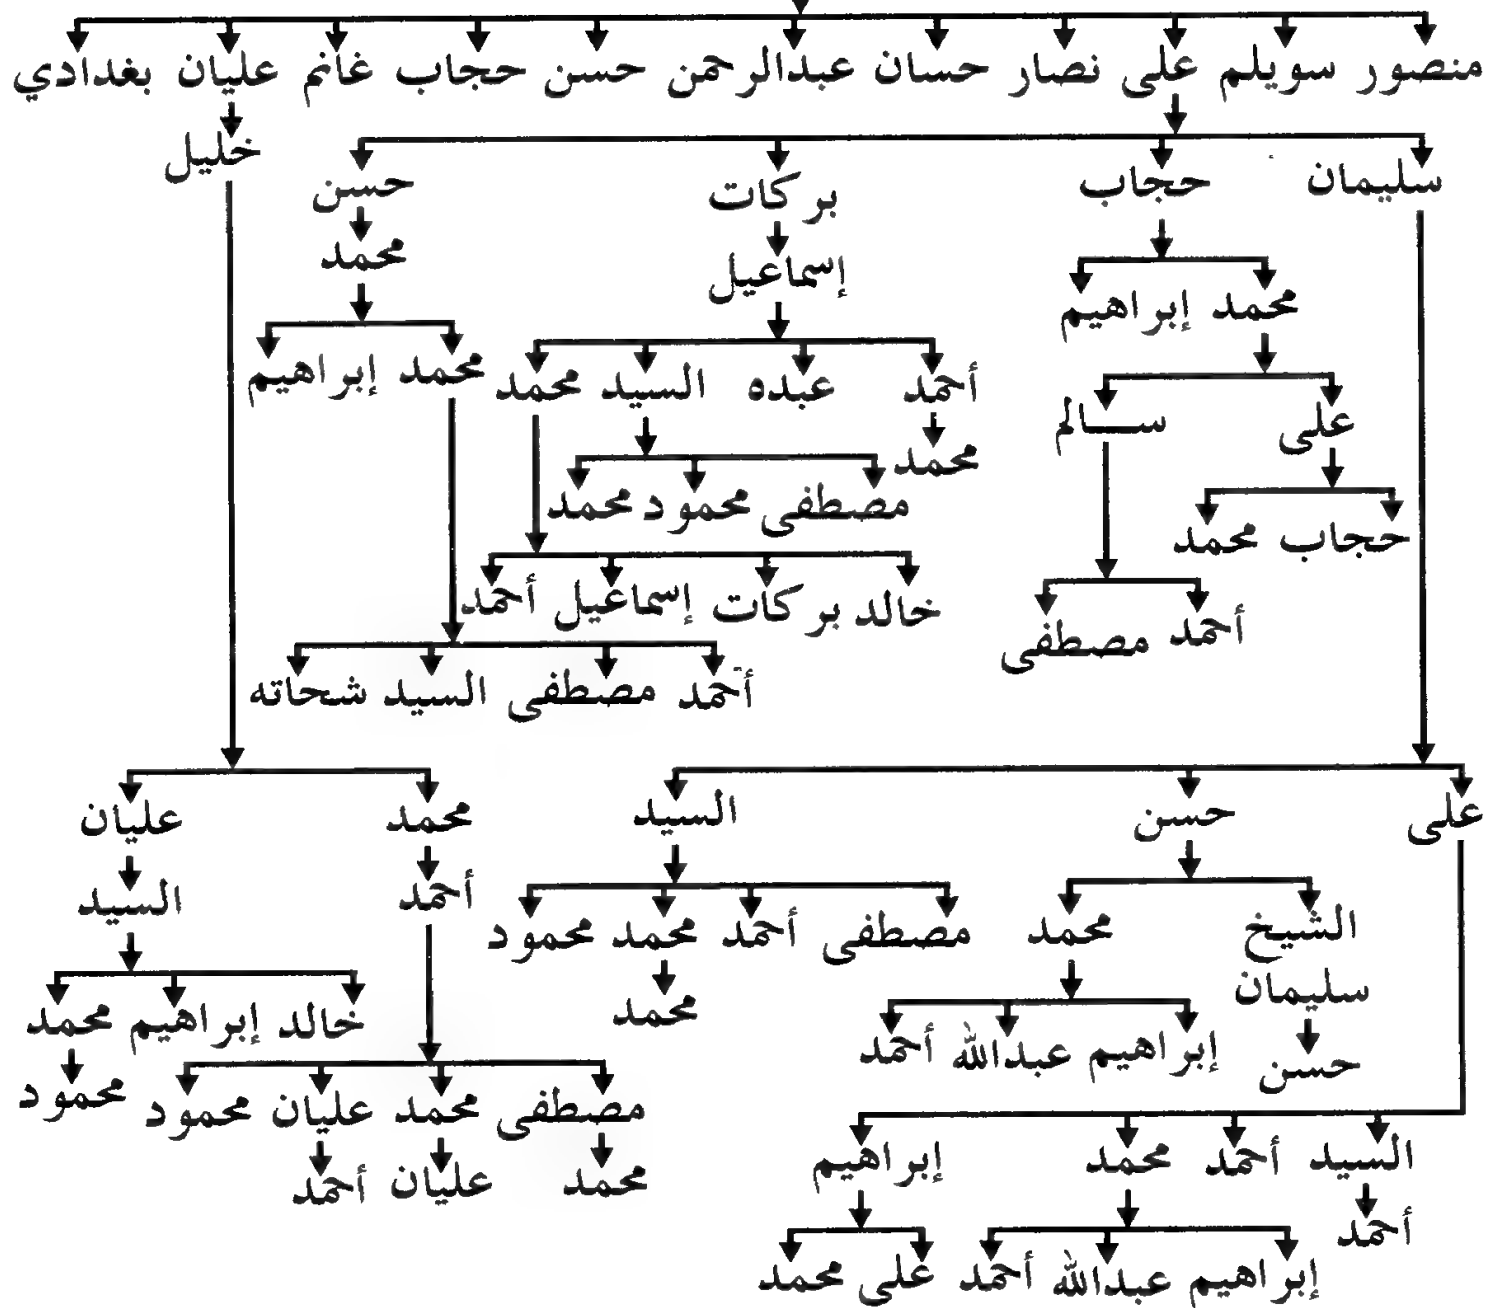 منصور سويلم على نصار حسان عبدالرحمن حسن حجاب غانم عليان بغدادي
خليل
سليمان حجاب بركات حسن
محمد
إسماعيل
محمد إبراهيم
أحمد عبده السيد محمد محمد إبراهيم
على سالم
محمد
مصطفى محمود محمد
حجاب محمد
خالد بركات إسماعيل أحمد
أحمد مصطفى
أحمد مصطفى السيد شحاته
على حسن السيد محمد عليان
أحمد السيد
الشيخ محمد مصطفى أحمد محمد محمود
سليمان
محمد خالد إبراهيم محمد
إبراهيم عبدالله أحمد
حسن
محمود
مصطفى محمد عليان محمود
السيد أحمد محمد إبراهيم
محمد عليان أحمد
أحمد
إبراهيم عبدالله أحمد على محمد